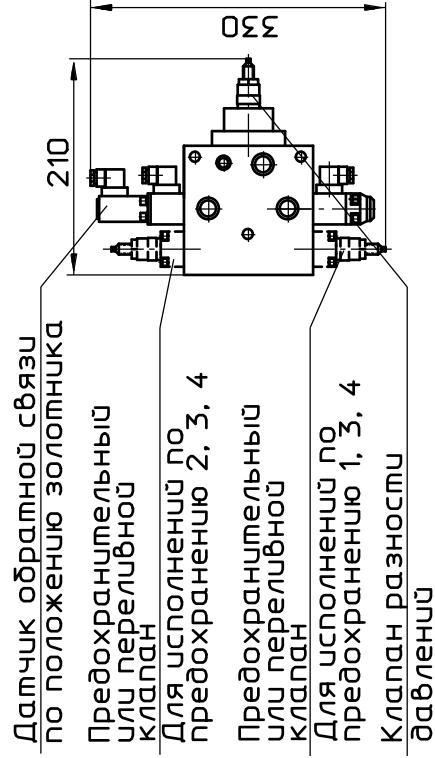 330
210
Датчик обратной связи
по положению золотника
Предохранительный
или переливной
клапан
Для исполнений по
предохранению 2, 3, 4
Предохранительный
или переливной
клапан
Для исполнений по
предохранению 1, 3, 4
Клапан разности
давлений